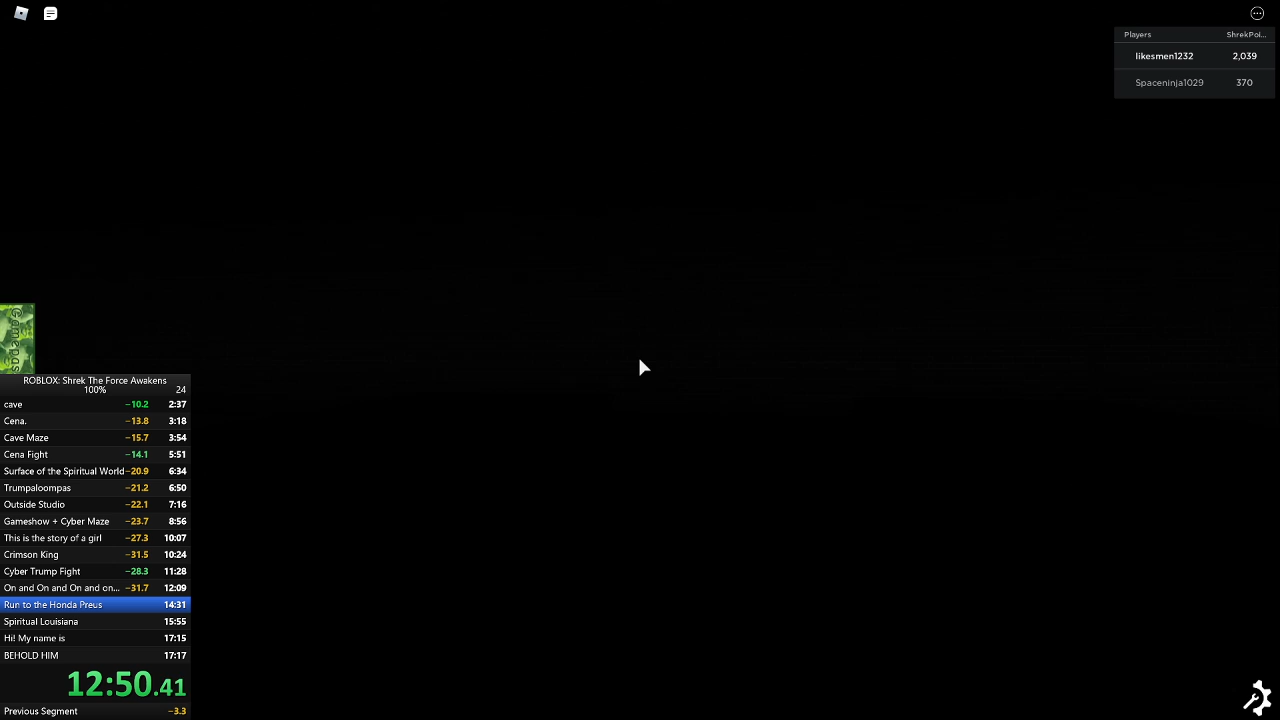 Players ShrekPoi...
likesmen1232 2,039
Spaceninja1029 370
Gamepas
ROBLOX: Shrek The Force Awakens
100% 24
cave −10.2 2:37
Cena. −13.8 3:18
Cave Maze −15.7 3:54
Cena Fight −14.1 5:51
Surface of the Spiritual World −20.9 6:34
Trumpaloompas −21.2 6:50
Outside Studio −22.1 7:16
Gameshow + Cyber Maze −23.7 8:56
This is the story of a girl −27.3 10:07
Crimson King −31.5 10:24
Cyber Trump Fight −28.3 11:28
On and On and On and on... −31.7 12:09
Run to the Honda Preus 14:31
Spiritual Louisiana 15:55
Hi! My name is 17:15
BEHOLD HIM 17:17
12:50.41
Previous Segment −3.3